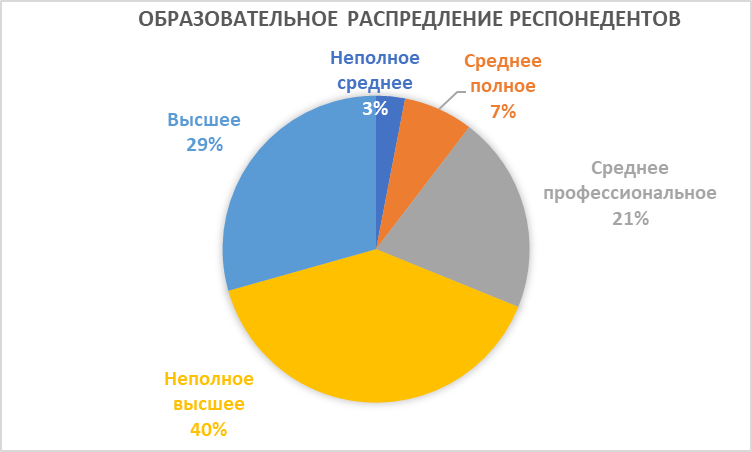 ОБРАЗОВАТЕЛЬНОЕ РАСПРЕДЛЕНИЕ РЕСПОНЕДЕНТОВ
Неполное
среднее
3%
Среднее
полное
7%
Среднее
профессиональное
21%
Неполное
высшее
40%
Высшее
29%